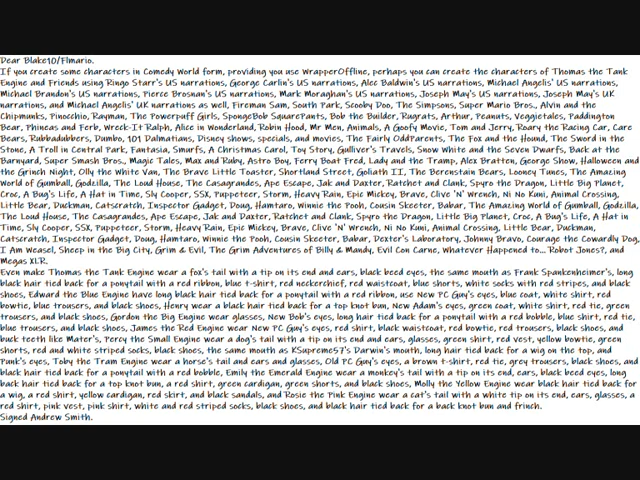 Dear Blake10/Flmario.
If you create some characters in Comedy World form, providing you use WrapperOffline, perhaps you can create the characters of Thomas the Tank
Engine and Friends using Ringo Starr's US narrations, George Carlin's US narrations, Alec Baldwin's US narrations, Michael Angelis' US narrations,
Michael Brandon's US narrations, Pierce Brosnan's US narrations, Mark Moraghan's US narrations, Joseph May's US narrations, Joseph May's UK
narrations, and Michael Angelis' UK narrations as well, Fireman Sam, South Park, Scooby Doo, The Simpsons, Super Mario Bros., Alvin and the
Chipmunks, Pinocchio, Rayman, The Powerpuff Girls, SpongeBob SquarePants, Bob the Builder, Rugrats, Arthur, Peanuts, Veggietales, Paddington
Bear, Phineas and Ferb, Wreck-It Ralph, Alice in Wonderland, Robin Hood, Mr Men, Animals, A Goofy Movie, Tom and Jerry, Roary the Racing Car, Care
Bears, Rubbadubbers, Dumbo, 101 Dalmatians, Disney shows, specials, and movies, The Fairly OddParents, The Fox and the Hound, The Sword in the
Stone, A Troll in Central Park, Fantasia, Smurfs, A Christmas Carol, Toy Story, Gulliver's Travels, Snow White and the Seven Dwarfs, Back at the
Barnyard, Super Smash Bros., Magic Tales, Max and Ruby, Astro Boy, Ferry Boat Fred, Lady and the Tramp, Alex Bratten, George Show, Halloween and
the Grinch Night, Olly the White Van, The Brave Little Toaster, Shortland Street, Goliath II, The Berenstain Bears, Looney Tunes, The Amazing
World of Gumball, Godzilla, The Loud House, The Casagrandes, Ape Escape, Jak and Daxter, Ratchet and Clank, Spyro the Dragon, Little Big Planet,
Croc, A Bug's Life, A Hat in Time, Sly Cooper, SSX, Puppeteer, Storm, Heavy Rain, Epic Mickey, Brave, Clive 'N' Wrench, Ni No Kuni, Animal Crossing,
Little Bear, Duckman, Catscratch, Inspector Gadget, Doug, Hamtaro, Winnie the Pooh, Cousin Skeeter, Babar, The Amazing World of Gumball, Godzilla,
The Loud House, The Casagrandes, Ape Escape, Jak and Daxter, Ratchet and Clank, Spyro the Dragon, Little Big Planet, Croc, A Bug's Life, A Hat in
Time, Sly Cooper, SSX, Puppeteer, Storm, Heavy Rain, Epic Mickey, Brave, Clive 'N' Wrench, Ni No Kuni, Animal Crossing, Little Bear, Duckman,
Catscratch, Inspector Gadget, Doug, Hamtaro, Winnie the Pooh, Cousin Skeeter, Babar, Dexter's Laboratory, Johnny Bravo, Courage the Cowardly Dog,
I Am Weasel, Sheep in the Big City, Grim & Evil, The Grim Adventures of Billy & Mandy, Evil Con Carne, Whatever Happened to... Robot Jones?, and
Megas XLR.
Even make Thomas the Tank Engine wear a fox's tail with a tip on its end and ears, black beed eyes, the same mouth as Frank Spankenheimer's, long
black hair tied back for a ponytail with a red ribbon, blue t-shirt, red neckerchief, red waistcoat, blue shorts, white socks with red stripes, and black
shoes, Edward the Blue Engine have long black hair tied back for a ponytail with a red ribbon, use New PC Guy's eyes, blue coat, white shirt, red
bowtie, blue trousers, and black shoes, Henry wear a black hair tied back for a top knot bun, New Adam's eyes, green coat, white shirt, red tie, green
trousers, and black shoes, Gordon the Big Engine wear glasses, New Bob's eyes, long hair tied back for a ponytail with a red bobble, blue shirt, red tie,
blue trousers, and black shoes, James the Red Engine wear New PC Guy's eyes, red shirt, black waistcoat, red bowtie, red trousers, black shoes, and
buck teeth like Mater's, Percy the Small Engine wear a dog's tail with a tip on its end and ears, glasses, green shirt, red vest, yellow bowtie, green
shorts, red and white striped socks, black shoes, the same mouth as KSupreme57's Darwin's mouth, long hair tied back for a wig on the top, and
Punk's eyes, Toby the Tram Engine wear a horse's tail and ears and glasses, Old PC Guy's eyes, a brown t-shirt, red tie, grey trousers, black shoes, and
black hair tied back for a ponytail with a red bobble, Emily the Emerald Engine wear a monkey's tail with a tip on its end, ears, black beed eyes, long
back hair tied back for a top knot bun, a red shirt, green cardigan, green shorts, and black shoes, Molly the Yellow Engine wear black hair tied back for
a wig, a red shirt, yellow cardigan, red skirt, and black sandals, and Rosie the Pink Engine wear a cat's tail with a white tip on its end, ears, glasses, a
red shirt, pink vest, pink shirt, white and red striped socks, black shoes, and black hair tied back for a back knot bun and frinch.
Signed Andrew Smith.